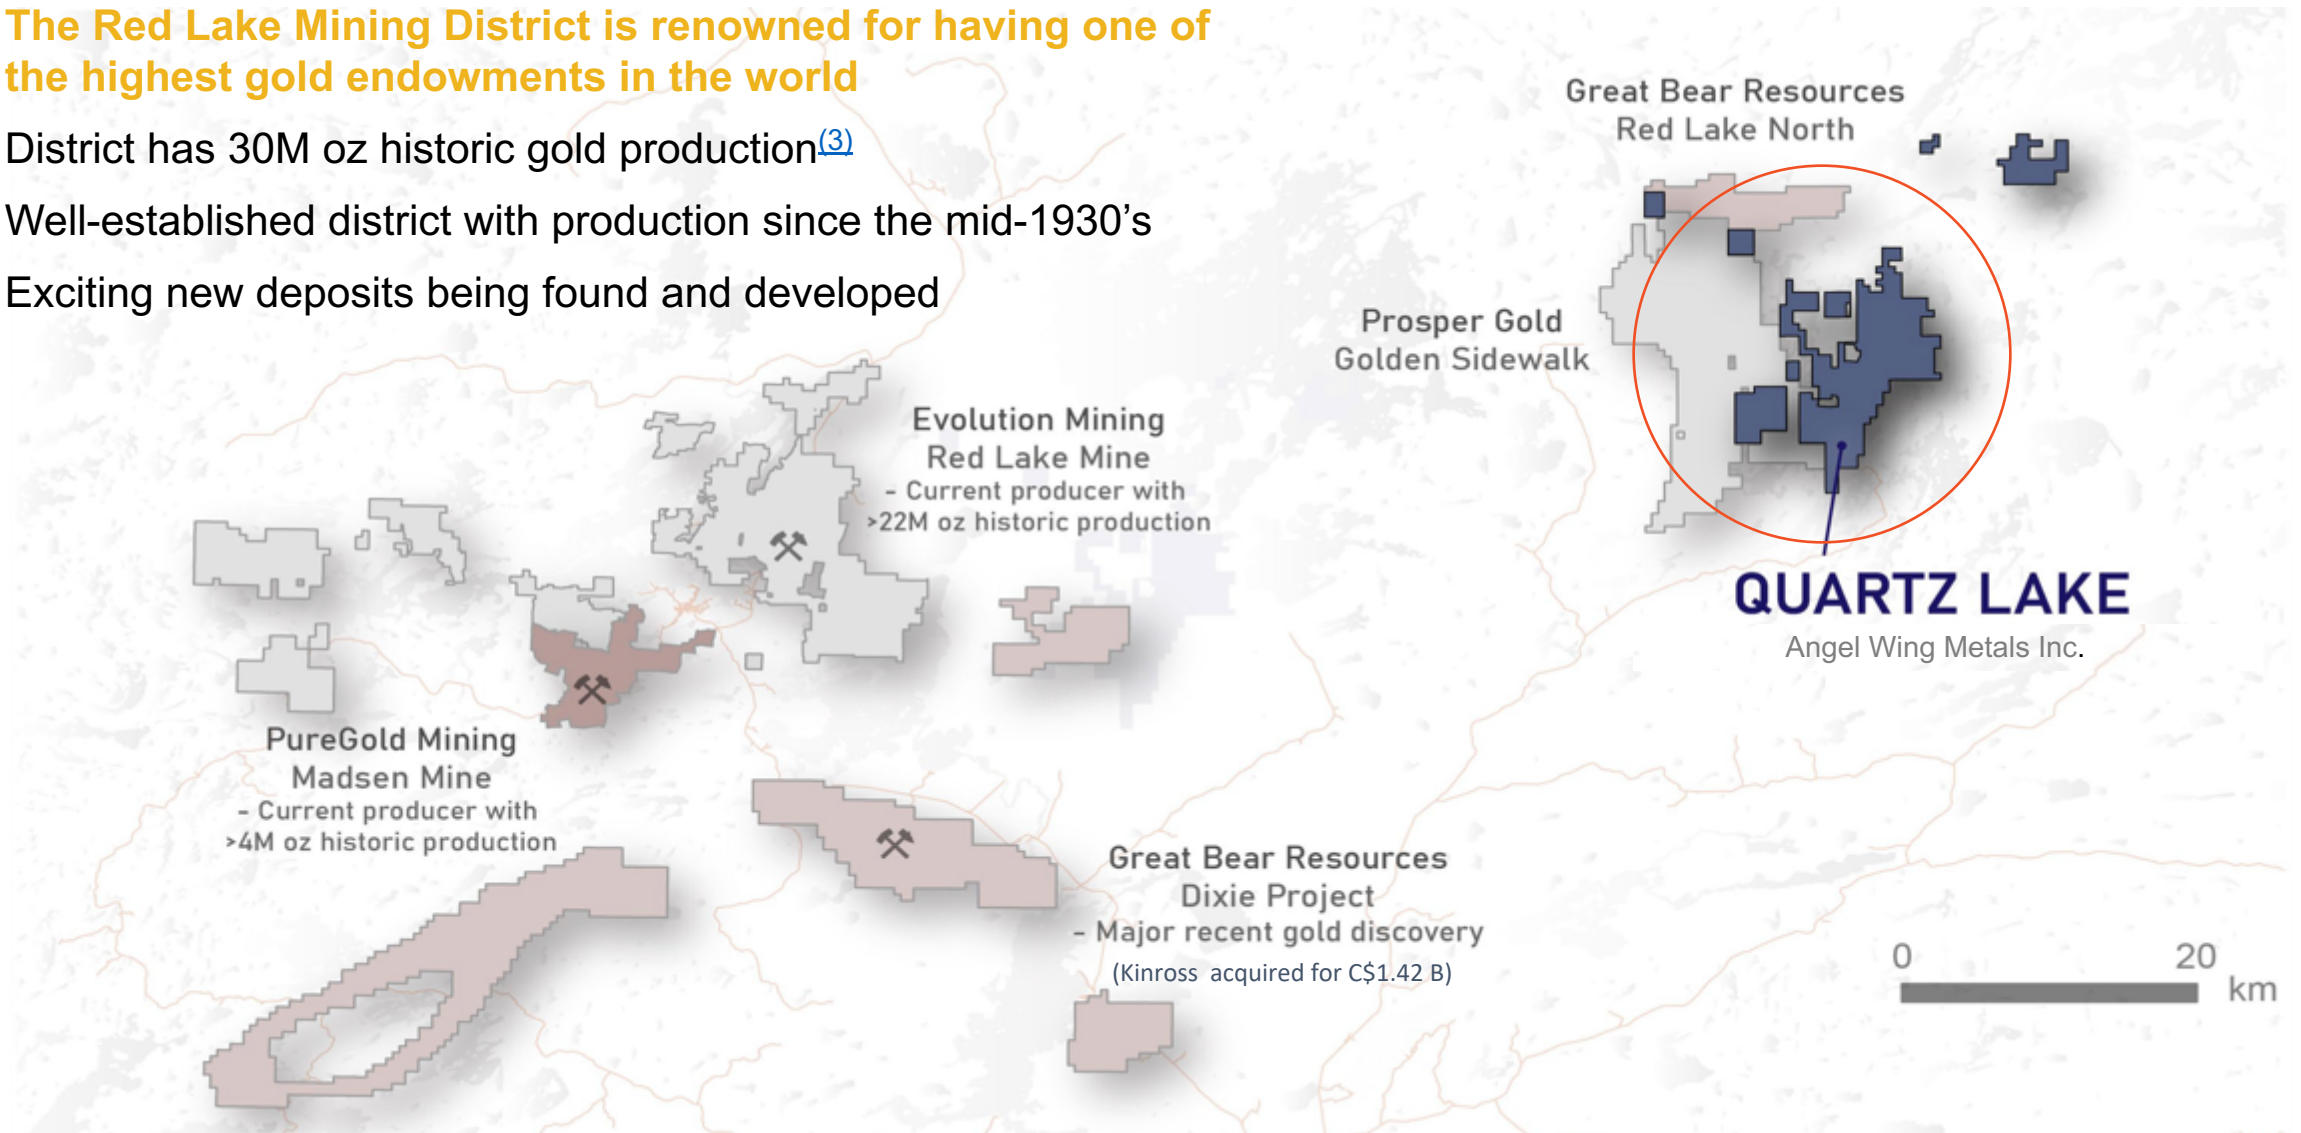 The Red Lake Mining District is renowned for having one of
the highest gold endowments in the world
District has 30M oz historic gold production(3)
Well-established district with production since the mid-1930’s
Exciting new deposits being found and developed
Great Bear Resources
Red Lake North
Prosper Gold
Golden Sidewalk
Evolution Mining
Red Lake Mine
- Current producer with
>22M oz historic production
QUARTZ LAKE
Angel Wing Metals Inc.
PureGold Mining
Madsen Mine
- Current producer with
>4M oz historic production
Great Bear Resources
Dixie Project
- Major recent gold discovery
(Kinross  acquired for C$1.42 B)
0 20
km